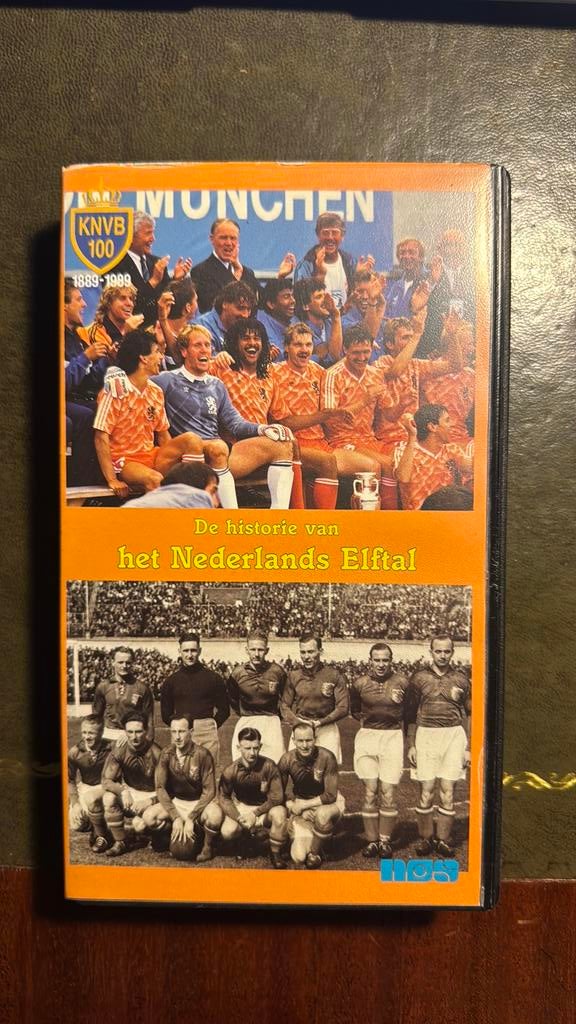 MÜNCHEN
KNVB
100
1889-1989
De historie van
het Nederlands Elftal
NOS